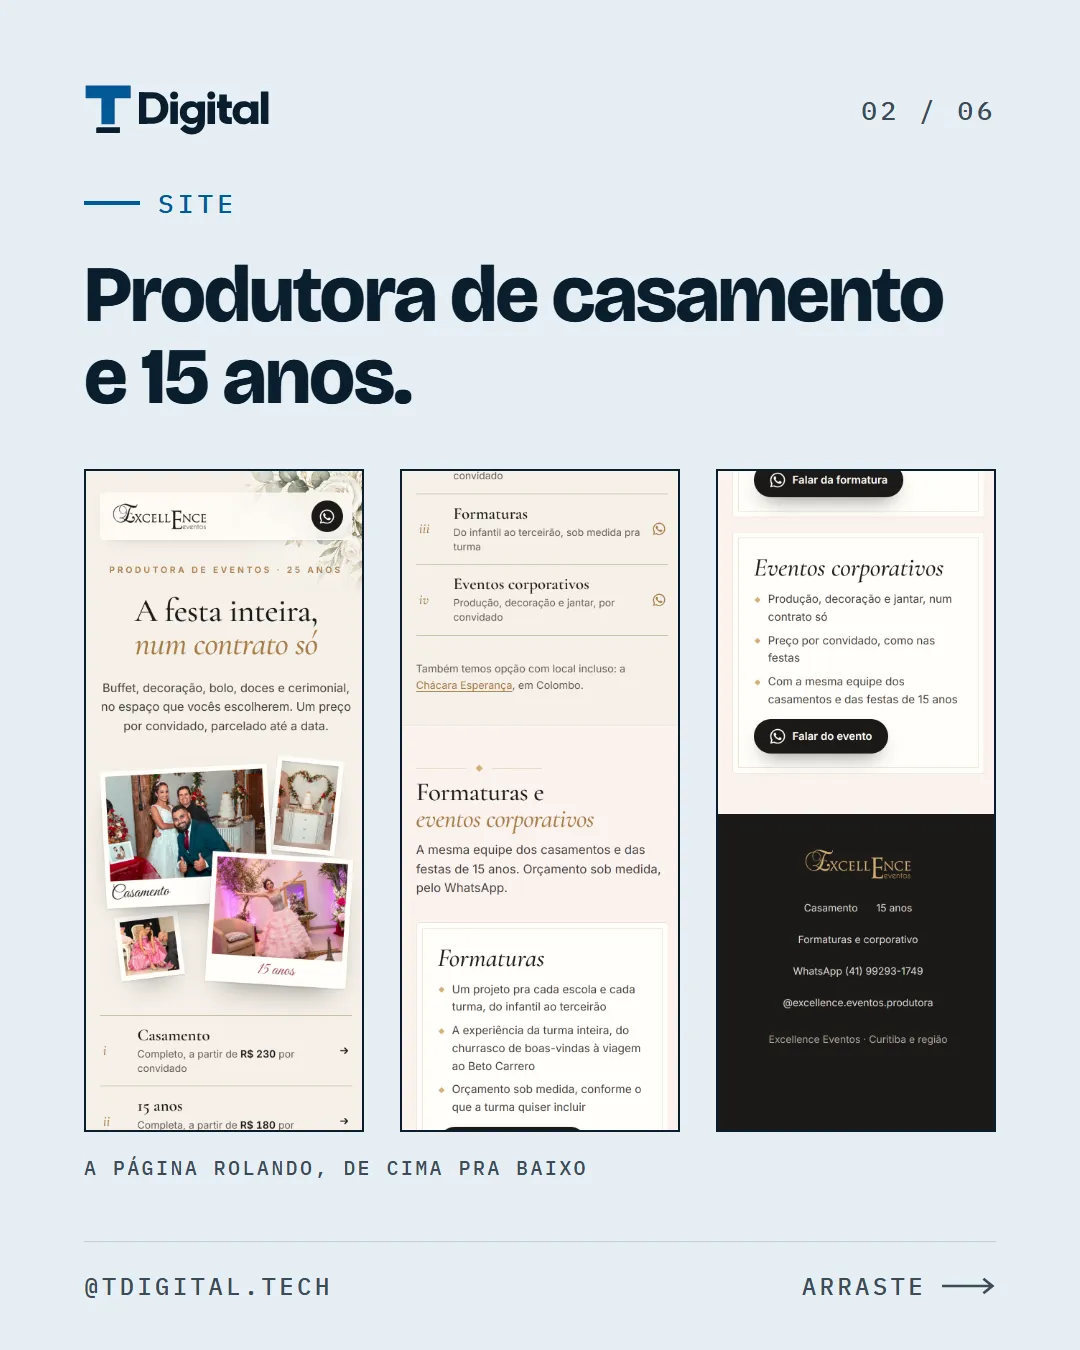 T Digital
02 / 06
SITE
Produtora de casamento
e 15 anos.
ExcellEnce
eventos
PRODUTORA DE EVENTOS · 25 ANOS
A festa inteira,
num contrato só
Buffet, decoração, bolo, doces e cerimonial,
no espaço que vocês escolherem. Um preço
por convidado, parcelado até a data.
Casamento
15 anos
Casamento
i
Completo, a partir de R$ 230 por
convidado
15 anos
ii
Completa, a partir de R$ 180 por
convidado
Formaturas
iii
Do infantil ao terceirão, sob medida pra
turma
Eventos corporativos
iv
Produção, decoração e jantar, por
convidado
Também temos opção com local incluso: a
Chácara Esperança, em Colombo.
Formaturas e
eventos corporativos
A mesma equipe dos casamentos e das
festas de 15 anos. Orçamento sob medida,
pelo WhatsApp.
Formaturas
Um projeto pra cada escola e cada
turma, do infantil ao terceirão
A experiência da turma inteira, do
churrasco de boas-vindas à viagem
ao Beto Carrero
Orçamento sob medida, conforme o
que a turma quiser incluir
Falar da formatura
Eventos corporativos
Produção, decoração e jantar, num
contrato só
Preço por convidado, como nas
festas
Com a mesma equipe dos
casamentos e das festas de 15 anos
Falar do evento
ExcellEnce
eventos
Casamento 15 anos
Formaturas e corporativo
WhatsApp (41) 99293-1749
@excellence.eventos.produtora
Excellence Eventos · Curitiba e região
A PÁGINA ROLANDO, DE CIMA PRA BAIXO
@TDIGITAL.TECH
ARRASTE